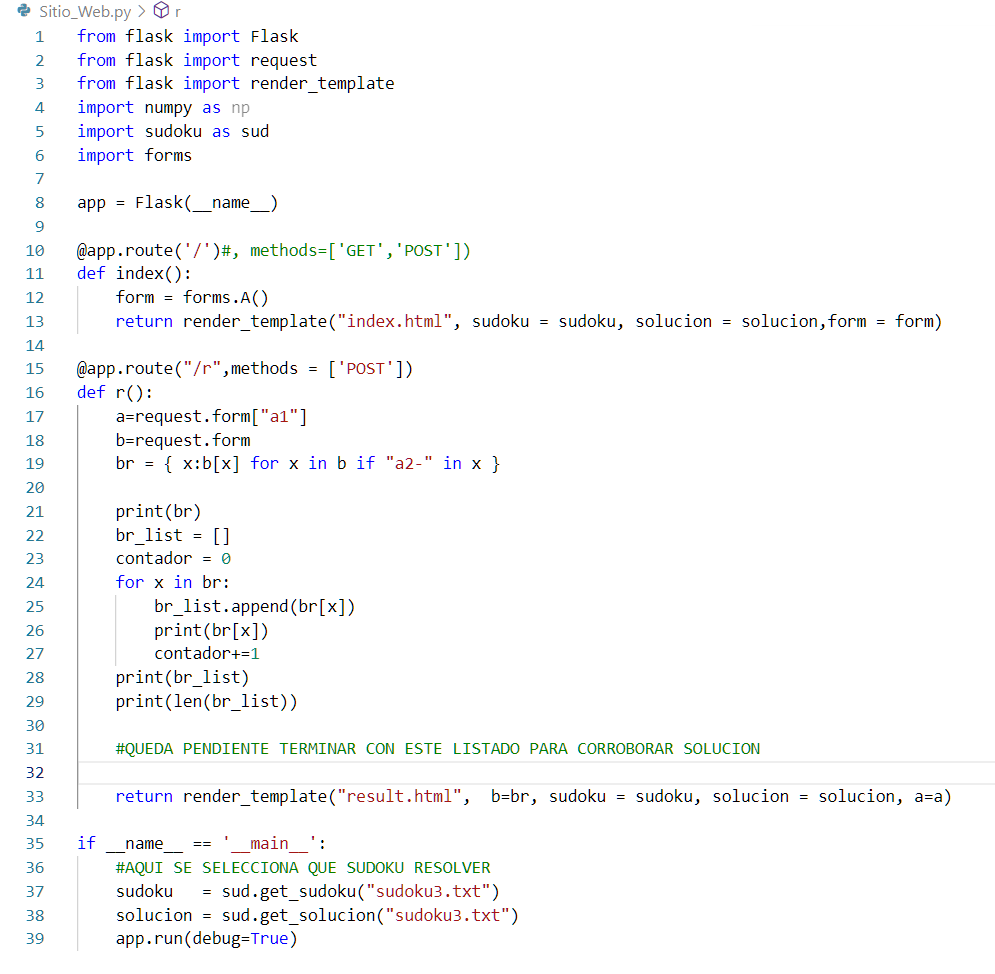 Sitio_Web.py > r
1 from flask import Flask
2 from flask import request
3 from flask import render_template
4 import numpy as np
5 import sudoku as sud
6 import forms
7
8 app = Flask(__name__)
9
10 @app.route('/')#, methods=['GET','POST'])
11 def index():
12     form = forms.A()
13     return render_template("index.html", sudoku = sudoku, solucion = solucion,form = form)
14
15 @app.route("/r",methods = ['POST'])
16 def r():
17     a=request.form["a1"]
18     b=request.form
19     br = { x:b[x] for x in b if "a2-" in x }
20
21     print(br)
22     br_list = []
23     contador = 0
24     for x in br:
25         br_list.append(br[x])
26         print(br[x])
27         contador+=1
28     print(br_list)
29     print(len(br_list))
30
31     #QUEDA PENDIENTE TERMINAR CON ESTE LISTADO PARA CORROBORAR SOLUCION
32
33     return render_template("result.html",  b=br, sudoku = sudoku, solucion = solucion, a=a)
34
35 if __name__ == '__main__':
36     #AQUI SE SELECCIONA QUE SUDOKU RESOLVER
37     sudoku   = sud.get_sudoku("sudoku3.txt")
38     solucion = sud.get_solucion("sudoku3.txt")
39     app.run(debug=True)